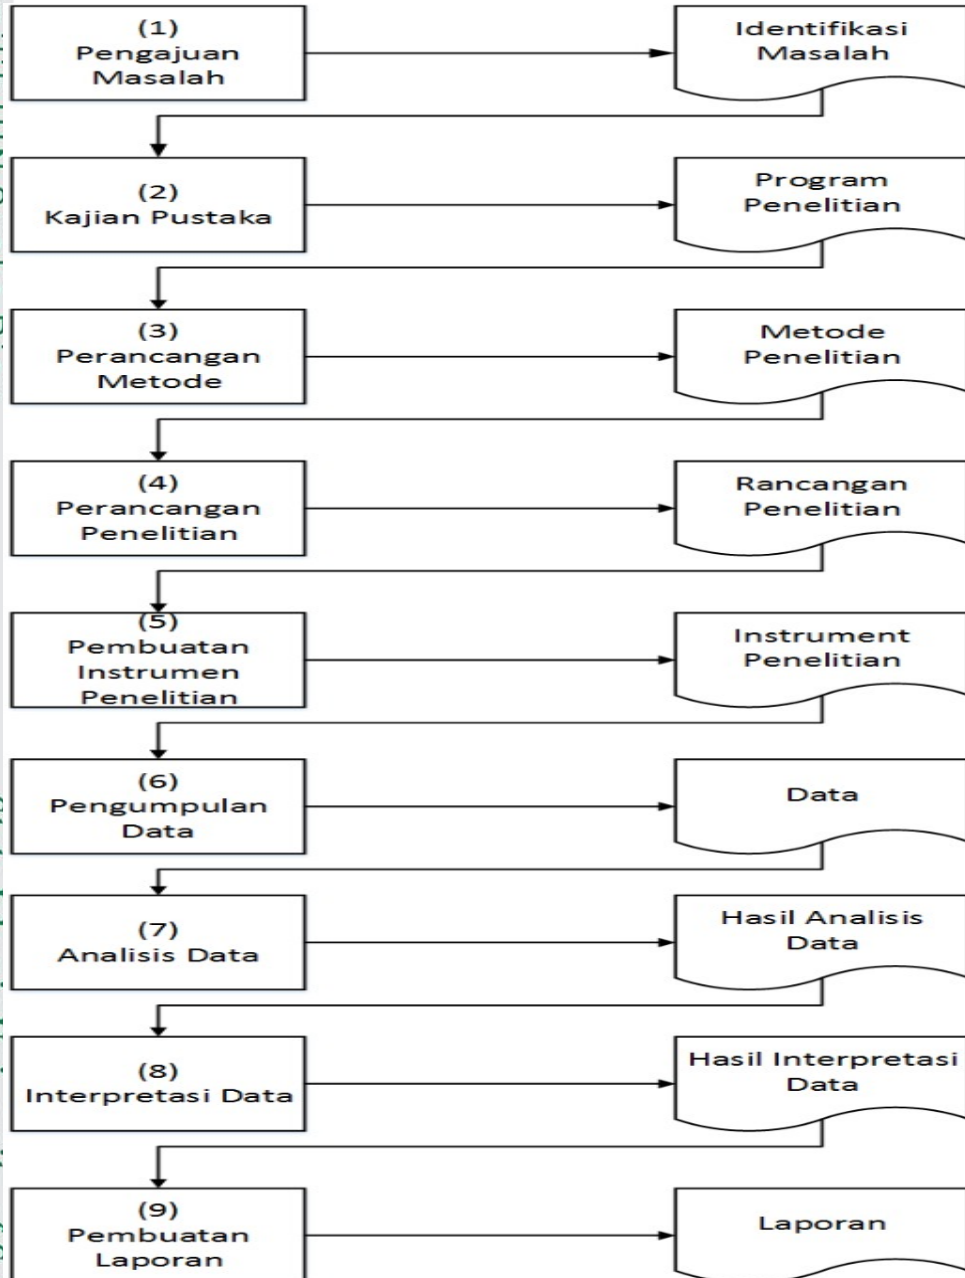 (1)
Pengajuan
Masalah
Identifikasi
Masalah
(2)
Kajian Pustaka
Program
Penelitian
(3)
Perancangan
Metode
Metode
Penelitian
(4)
Perancangan
Penelitian
Rancangan
Penelitian
(5)
Pembuatan
Instrumen
Penelitian
Instrument
Penelitian
(6)
Pengumpulan
Data
Data
(7)
Analisis Data
Hasil Analisis
Data
(8)
Interpretasi Data
Hasil Interpretasi
Data
(9)
Pembuatan
Laporan
Laporan